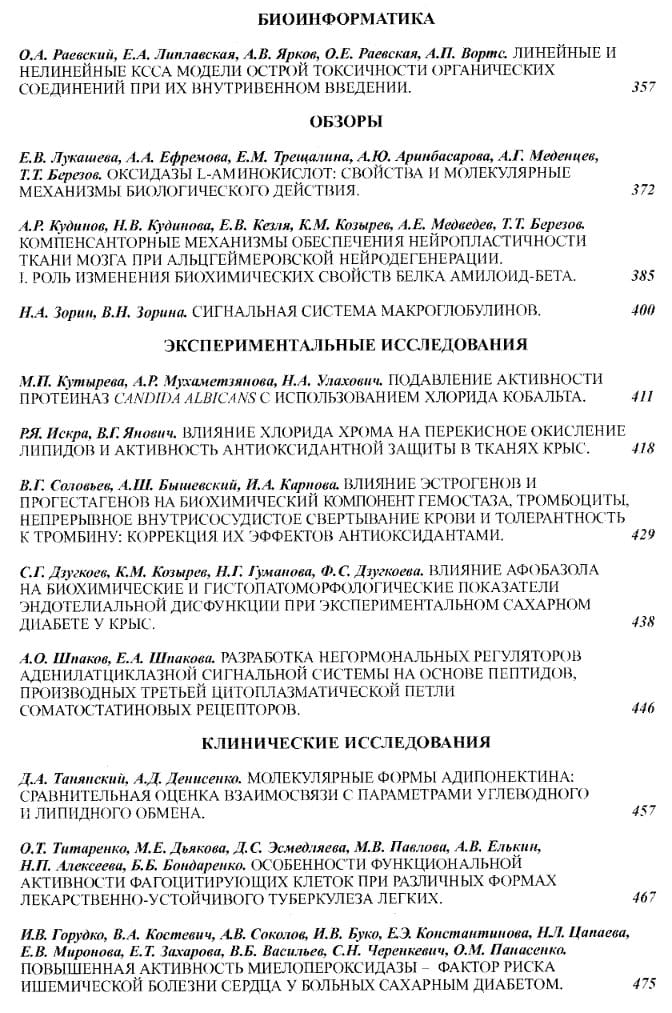 БИОИНФОРМАТИКА
О.А. Раевский, Е.А. Липлавская, А.В. Ярков, О.Е. Раевская, А.П. Вортс. ЛИНЕЙНЫЕ И
НЕЛИНЕЙНЫЕ КССА МОДЕЛИ ОСТРОЙ ТОКСИЧНОСТИ ОРГАНИЧЕСКИХ
СОЕДИНЕНИЙ ПРИ ИХ ВНУТРИВЕННОМ ВВЕДЕНИИ. 357
ОБЗОРЫ
Е.В. Лукашева, А.А. Ефремова, Е.М. Трещалина, А.Ю. Аринбасарова, А.Г. Меденцев,
Т.Т. Березов. ОКСИДАЗЫ L-АМИНОКИСЛОТ: СВОЙСТВА И МОЛЕКУЛЯРНЫЕ
МЕХАНИЗМЫ БИОЛОГИЧЕСКОГО ДЕЙСТВИЯ. 372
А.Р. Кудинов, Н.В. Кудинова, Е.В. Кезля, К.М. Козырев, А.Е. Медведев, Т.Т. Березов.
КОМПЕНСАНТОРНЫЕ МЕХАНИЗМЫ ОБЕСПЕЧЕНИЯ НЕЙРОПЛАСТИЧНОСТИ
ТКАНИ МОЗГА ПРИ АЛЬЦГЕЙМЕРОВСКОЙ НЕЙРОДЕГЕНЕРАЦИИ.
I. РОЛЬ ИЗМЕНЕНИЯ БИОХИМИЧЕСКИХ СВОЙСТВ БЕЛКА АМИЛОИД-БЕТА. 385
Н.А. Зорин, В.Н. Зорина. СИГНАЛЬНАЯ СИСТЕМА МАКРОГЛОБУЛИНОВ. 400
ЭКСПЕРИМЕНТАЛЬНЫЕ ИССЛЕДОВАНИЯ
М.П. Кутырева, А.Р. Мухаметзянова, Н.А. Улахович. ПОДАВЛЕНИЕ АКТИВНОСТИ
ПРОТЕИНАЗ CANDIDA ALBICANS С ИСПОЛЬЗОВАНИЕМ ХЛОРИДА КОБАЛЬТА. 411
Р.Я. Искра, В.Г. Янович. ВЛИЯНИЕ ХЛОРИДА ХРОМА НА ПЕРЕКИСНОЕ ОКИСЛЕНИЕ
ЛИПИДОВ И АКТИВНОСТЬ АНТИОКСИДАНТНОЙ ЗАЩИТЫ В ТКАНЯХ КРЫС. 418
В.Г. Соловьев, А.Ш. Бышевский, И.А. Карпова. ВЛИЯНИЕ ЭСТРОГЕНОВ И
ПРОГЕСТАГЕНОВ НА БИОХИМИЧЕСКИЙ КОМПОНЕНТ ГЕМОСТАЗА, ТРОМБОЦИТЫ,
НЕПРЕРЫВНОЕ ВНУТРИСОСУДИСТОЕ СВЕРТЫВАНИЕ КРОВИ И ТОЛЕРАНТНОСТЬ
К ТРОМБИНУ: КОРРЕКЦИЯ ИХ ЭФФЕКТОВ АНТИОКСИДАНТАМИ. 429
С.Г. Дзугкоев, К.М. Козырев, Н.Г. Гуманова, Ф.С. Дзугкоева. ВЛИЯНИЕ АФОБАЗОЛА
НА БИОХИМИЧЕСКИЕ И ГИСТОПАТОМОРФОЛОГИЧЕСКИЕ ПОКАЗАТЕЛИ
ЭНДОТЕЛИАЛЬНОЙ ДИСФУНКЦИИ ПРИ ЭКСПЕРИМЕНТАЛЬНОМ САХАРНОМ
ДИАБЕТЕ У КРЫС. 438
А.О. Шпаков, Е.А. Шпакова. РАЗРАБОТКА НЕГОРМОНАЛЬНЫХ РЕГУЛЯТОРОВ
АДЕНИЛАТЦИКЛАЗНОЙ СИГНАЛЬНОЙ СИСТЕМЫ НА ОСНОВЕ ПЕПТИДОВ,
ПРОИЗВОДНЫХ ТРЕТЬЕЙ ЦИТОПЛАЗМАТИЧЕСКОЙ ПЕТЛИ
СОМАТОСТАТИНОВЫХ РЕЦЕПТОРОВ. 446
КЛИНИЧЕСКИЕ ИССЛЕДОВАНИЯ
Д.А. Танянский, А.Д. Денисенко. МОЛЕКУЛЯРНЫЕ ФОРМЫ АДИПОНЕКТИНА:
СРАВНИТЕЛЬНАЯ ОЦЕНКА ВЗАИМОСВЯЗИ С ПАРАМЕТРАМИ УГЛЕВОДНОГО
И ЛИПИДНОГО ОБМЕНА. 457
О.Т. Титаренко, М.Е. Дьякова, Д.С. Эсмедляева, М.В. Павлова, А.В. Елькин,
Н.П. Алексеева, Б.Б. Бондаренко. ОСОБЕННОСТИ ФУНКЦИОНАЛЬНОЙ
АКТИВНОСТИ ФАГОЦИТИРУЮЩИХ КЛЕТОК ПРИ РАЗЛИЧНЫХ ФОРМАХ
ЛЕКАРСТВЕННО-УСТОЙЧИВОГО ТУБЕРКУЛЕЗА ЛЕГКИХ. 467
И.В. Горудко, В.А. Костевич, А.В. Соколов, И.В. Буко, Е.Э. Константинова, Н.Л. Цапаева,
Е.В. Миронова, Е.Т. Захарова, В.Б. Васильев, С.Н. Черенкевич, О.М. Панасенко.
ПОВЫШЕННАЯ АКТИВНОСТЬ МИЕЛОПЕРОКСИДАЗЫ – ФАКТОР РИСКА
ИШЕМИЧЕСКОЙ БОЛЕЗНИ СЕРДЦА У БОЛЬНЫХ САХАРНЫМ ДИАБЕТОМ. 475